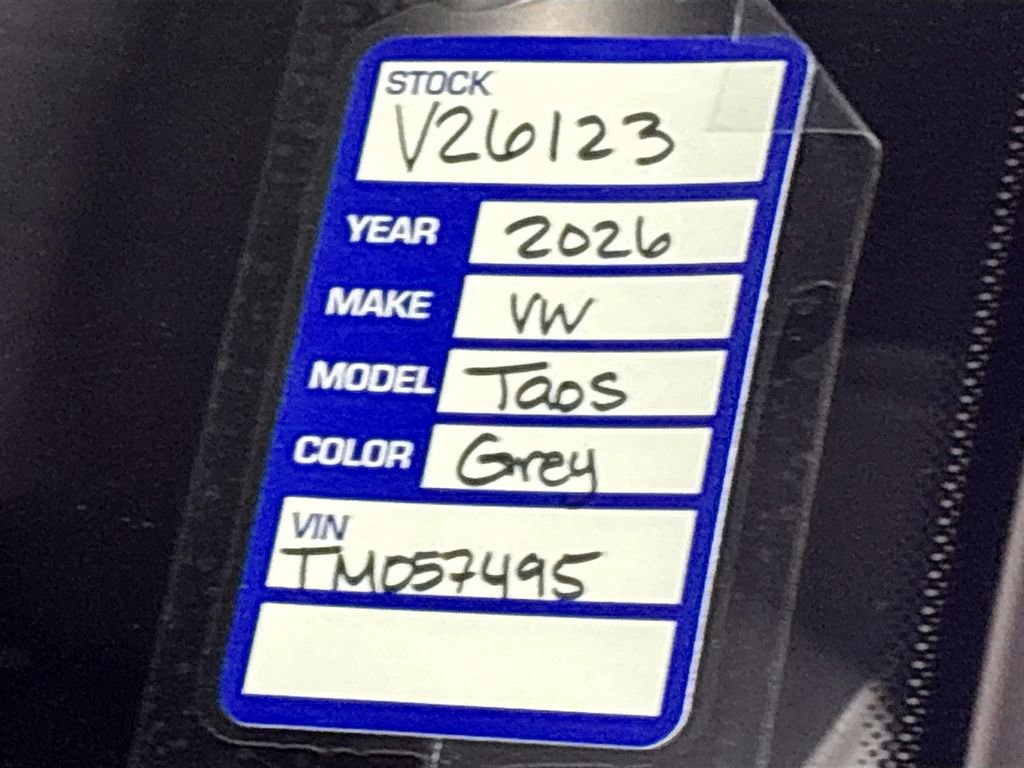 STOCK
V26123
YEAR 2026
MAKE VW
MODEL Taos
COLOR Grey
VIN
TM057495